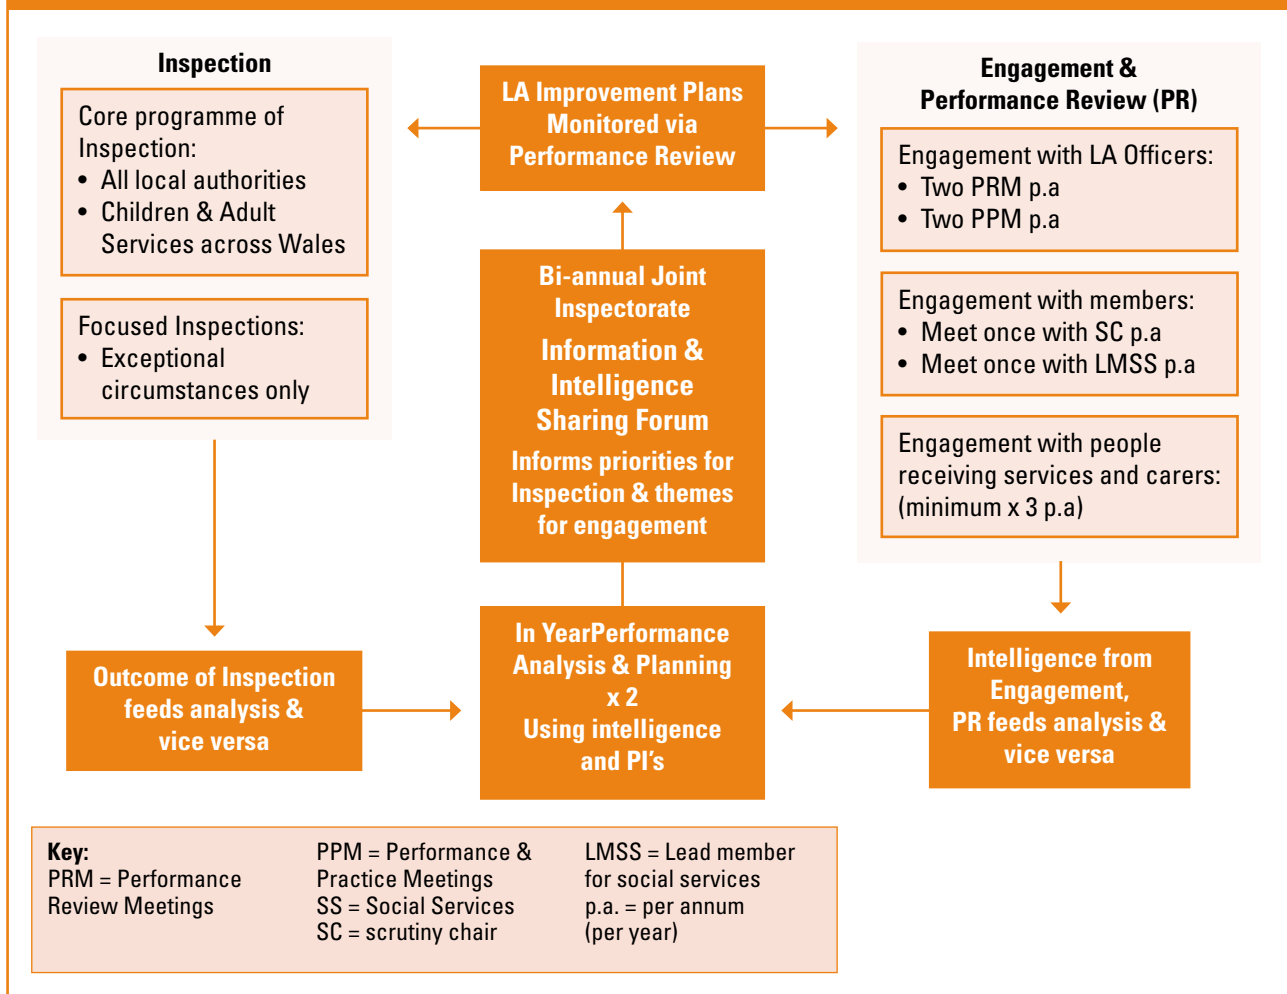 Inspection
Core programme of
Inspection:
• All local authorities
• Children & Adult
Services across Wales
Focused Inspections:
• Exceptional
circumstances only
LA Improvement Plans
Monitored via
Performance Review
Bi-annual Joint
Inspectorate
Information &
Intelligence
Sharing Forum
Informs priorities for
Inspection & themes
for engagement
Engagement &
Performance Review (PR)
Engagement with LA Officers:
• Two PRM p.a
• Two PPM p.a
Engagement with members:
• Meet once with SC p.a
• Meet once with LMSS p.a
Engagement with people
receiving services and carers:
(minimum x 3 p.a)
Outcome of Inspection
feeds analysis &
vice versa
In YearPerformance
Analysis & Planning
x 2
Using intelligence
and PI's
Intelligence from
Engagement,
PR feeds analysis &
vice versa
Key:
PRM = Performance
Review Meetings
PPM = Performance &
Practice Meetings
SS = Social Services
SC = scrutiny chair
LMSS = Lead member
for social services
p.a. = per annum
(per year)